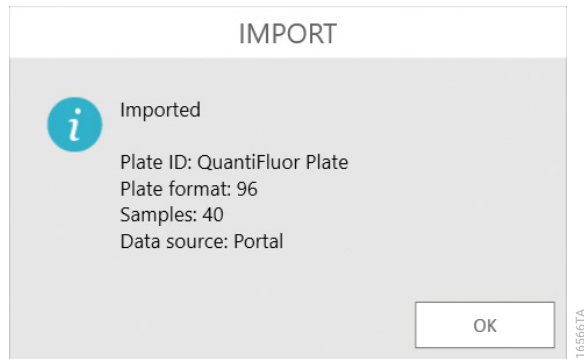 IMPORT
i
Imported
Plate ID: QuantiFluor Plate
Plate format: 96
Samples: 40
Data source: Portal
OK
16566TA